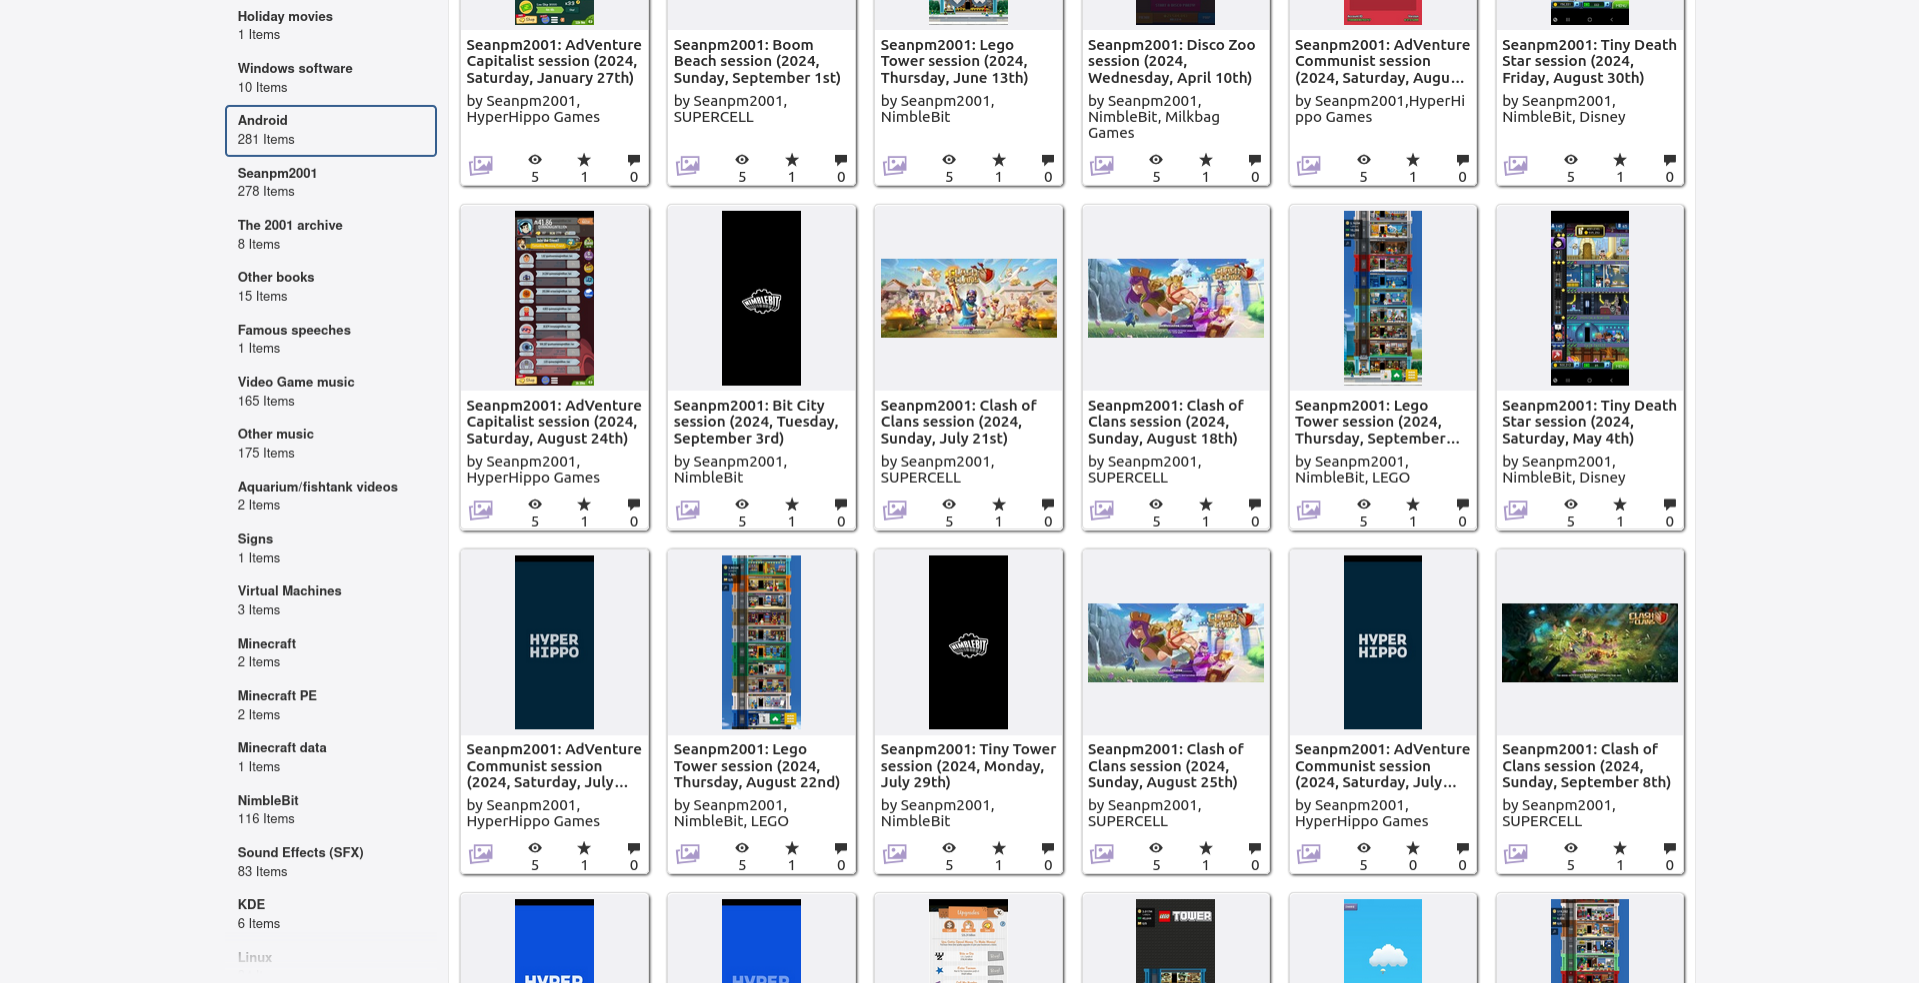 Holiday movies
1 Items
Windows software
10 Items
Android
281 Items
Seanpm2001
278 Items
The 2001 archive
8 Items
Other books
15 Items
Famous speeches
1 Items
Video Game music
165 Items
Other music
175 Items
Aquarium/fishtank videos
2 Items
Signs
1 Items
Virtual Machines
3 Items
Minecraft
2 Items
Minecraft PE
2 Items
Minecraft data
1 Items
NimbleBit
116 Items
Sound Effects (SFX)
83 Items
KDE
6 Items
Linux
Seanpm2001: AdVenture
Capitalist session (2024,
Saturday, January 27th)
by Seanpm2001,
HyperHippo Games
5 1 0
Seanpm2001: Boom
Beach session (2024,
Sunday, September 1st)
by Seanpm2001,
SUPERCELL
5 1 0
Seanpm2001: Lego
Tower session (2024,
Thursday, June 13th)
by Seanpm2001,
NimbleBit
5 1 0
Seanpm2001: Disco Zoo
session (2024,
Wednesday, April 10th)
by Seanpm2001,
NimbleBit, Milkbag
Games
5 1 0
Seanpm2001: AdVenture
Communist session
(2024, Saturday, Augu...
by Seanpm2001,HyperHi
ppo Games
5 1 0
Seanpm2001: Tiny Death
Star session (2024,
Friday, August 30th)
by Seanpm2001,
NimbleBit, Disney
5 1 0
Seanpm2001: AdVenture
Capitalist session (2024,
Saturday, August 24th)
by Seanpm2001,
HyperHippo Games
5 1 0
NIMBLEBIT
Seanpm2001: Bit City
session (2024, Tuesday,
September 3rd)
by Seanpm2001,
NimbleBit
5 1 0
Seanpm2001: Clash of
Clans session (2024,
Sunday, July 21st)
by Seanpm2001,
SUPERCELL
5 1 0
Seanpm2001: Clash of
Clans session (2024,
Sunday, August 18th)
by Seanpm2001,
SUPERCELL
5 1 0
Seanpm2001: Lego
Tower session (2024,
Thursday, September...
by Seanpm2001,
NimbleBit, LEGO
5 1 0
Seanpm2001: Tiny Death
Star session (2024,
Saturday, May 4th)
by Seanpm2001,
NimbleBit, Disney
5 1 0
HYPER
HIPPO
Seanpm2001: AdVenture
Communist session
(2024, Saturday, July...
by Seanpm2001,
HyperHippo Games
5 1 0
Seanpm2001: Lego
Tower session (2024,
Thursday, August 22nd)
by Seanpm2001,
NimbleBit, LEGO
5 1 0
NIMBLEBIT
Seanpm2001: Tiny Tower
session (2024, Monday,
July 29th)
by Seanpm2001,
NimbleBit
5 1 0
Seanpm2001: Clash of
Clans session (2024,
Sunday, August 25th)
by Seanpm2001,
SUPERCELL
5 1 0
HYPER
HIPPO
Seanpm2001: AdVenture
Communist session
(2024, Saturday, July...
by Seanpm2001,
HyperHippo Games
5 0 0
CLASH
OF CLANS
Seanpm2001: Clash of
Clans session (2024,
Sunday, September 8th)
by Seanpm2001,
SUPERCELL
5 1 0
HYPER
HYPER
Upgrades
LEGO TOWER